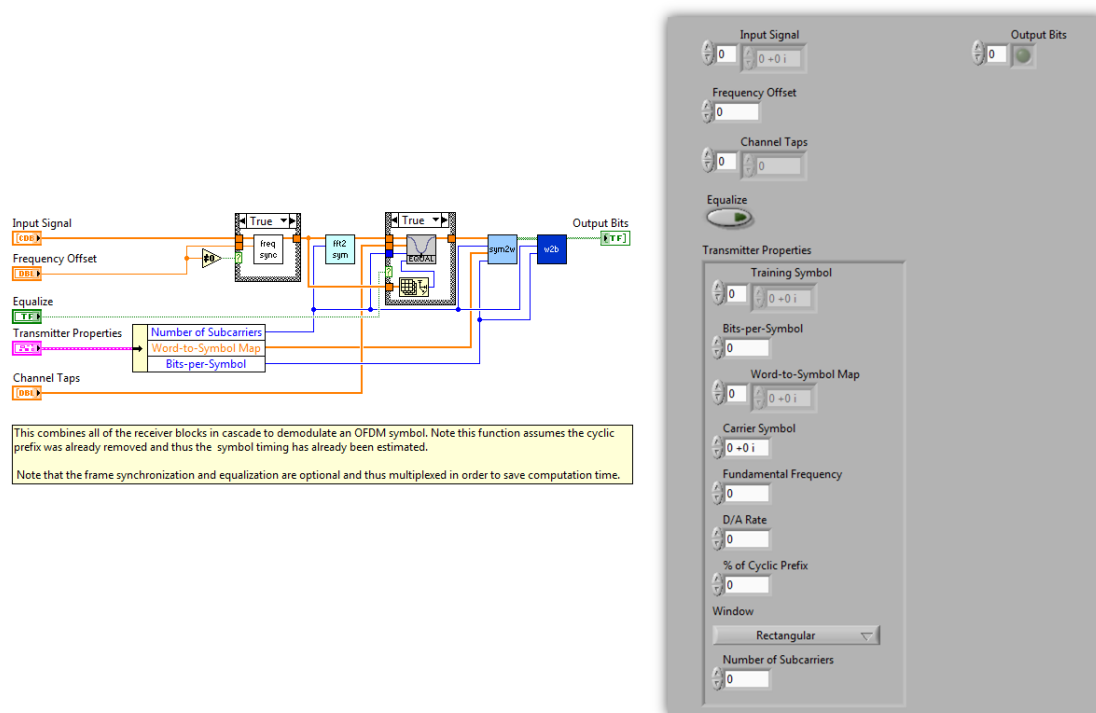 Input Signal
[CDB]
Frequency Offset
DBL
Equalize
TF
Transmitter Properties
Channel Taps
[DBL]
≠0
?
True
freq
sync
Number of Subcarriers
Word-to-Symbol Map
Bits-per-Symbol
fft2
sym
True
EQUAL
?
sym2w
w2b
Output Bits
[TF]
This combines all of the receiver blocks in cascade to demodulate an OFDM symbol. Note this function assumes the cyclic
prefix was already removed and thus the symbol timing has already been estimated.
Note that the frame synchronization and equalization are optional and thus multiplexed in order to save computation time.
Input Signal
0
0 +0 i
Output Bits
0
Frequency Offset
0
Channel Taps
0
0
Equalize
Transmitter Properties
Training Symbol
0
0 +0 i
Bits-per-Symbol
0
Word-to-Symbol Map
0
0 +0 i
Carrier Symbol
0 +0 i
Fundamental Frequency
0
D/A Rate
0
% of Cyclic Prefix
0
Window
Rectangular
Number of Subcarriers
0